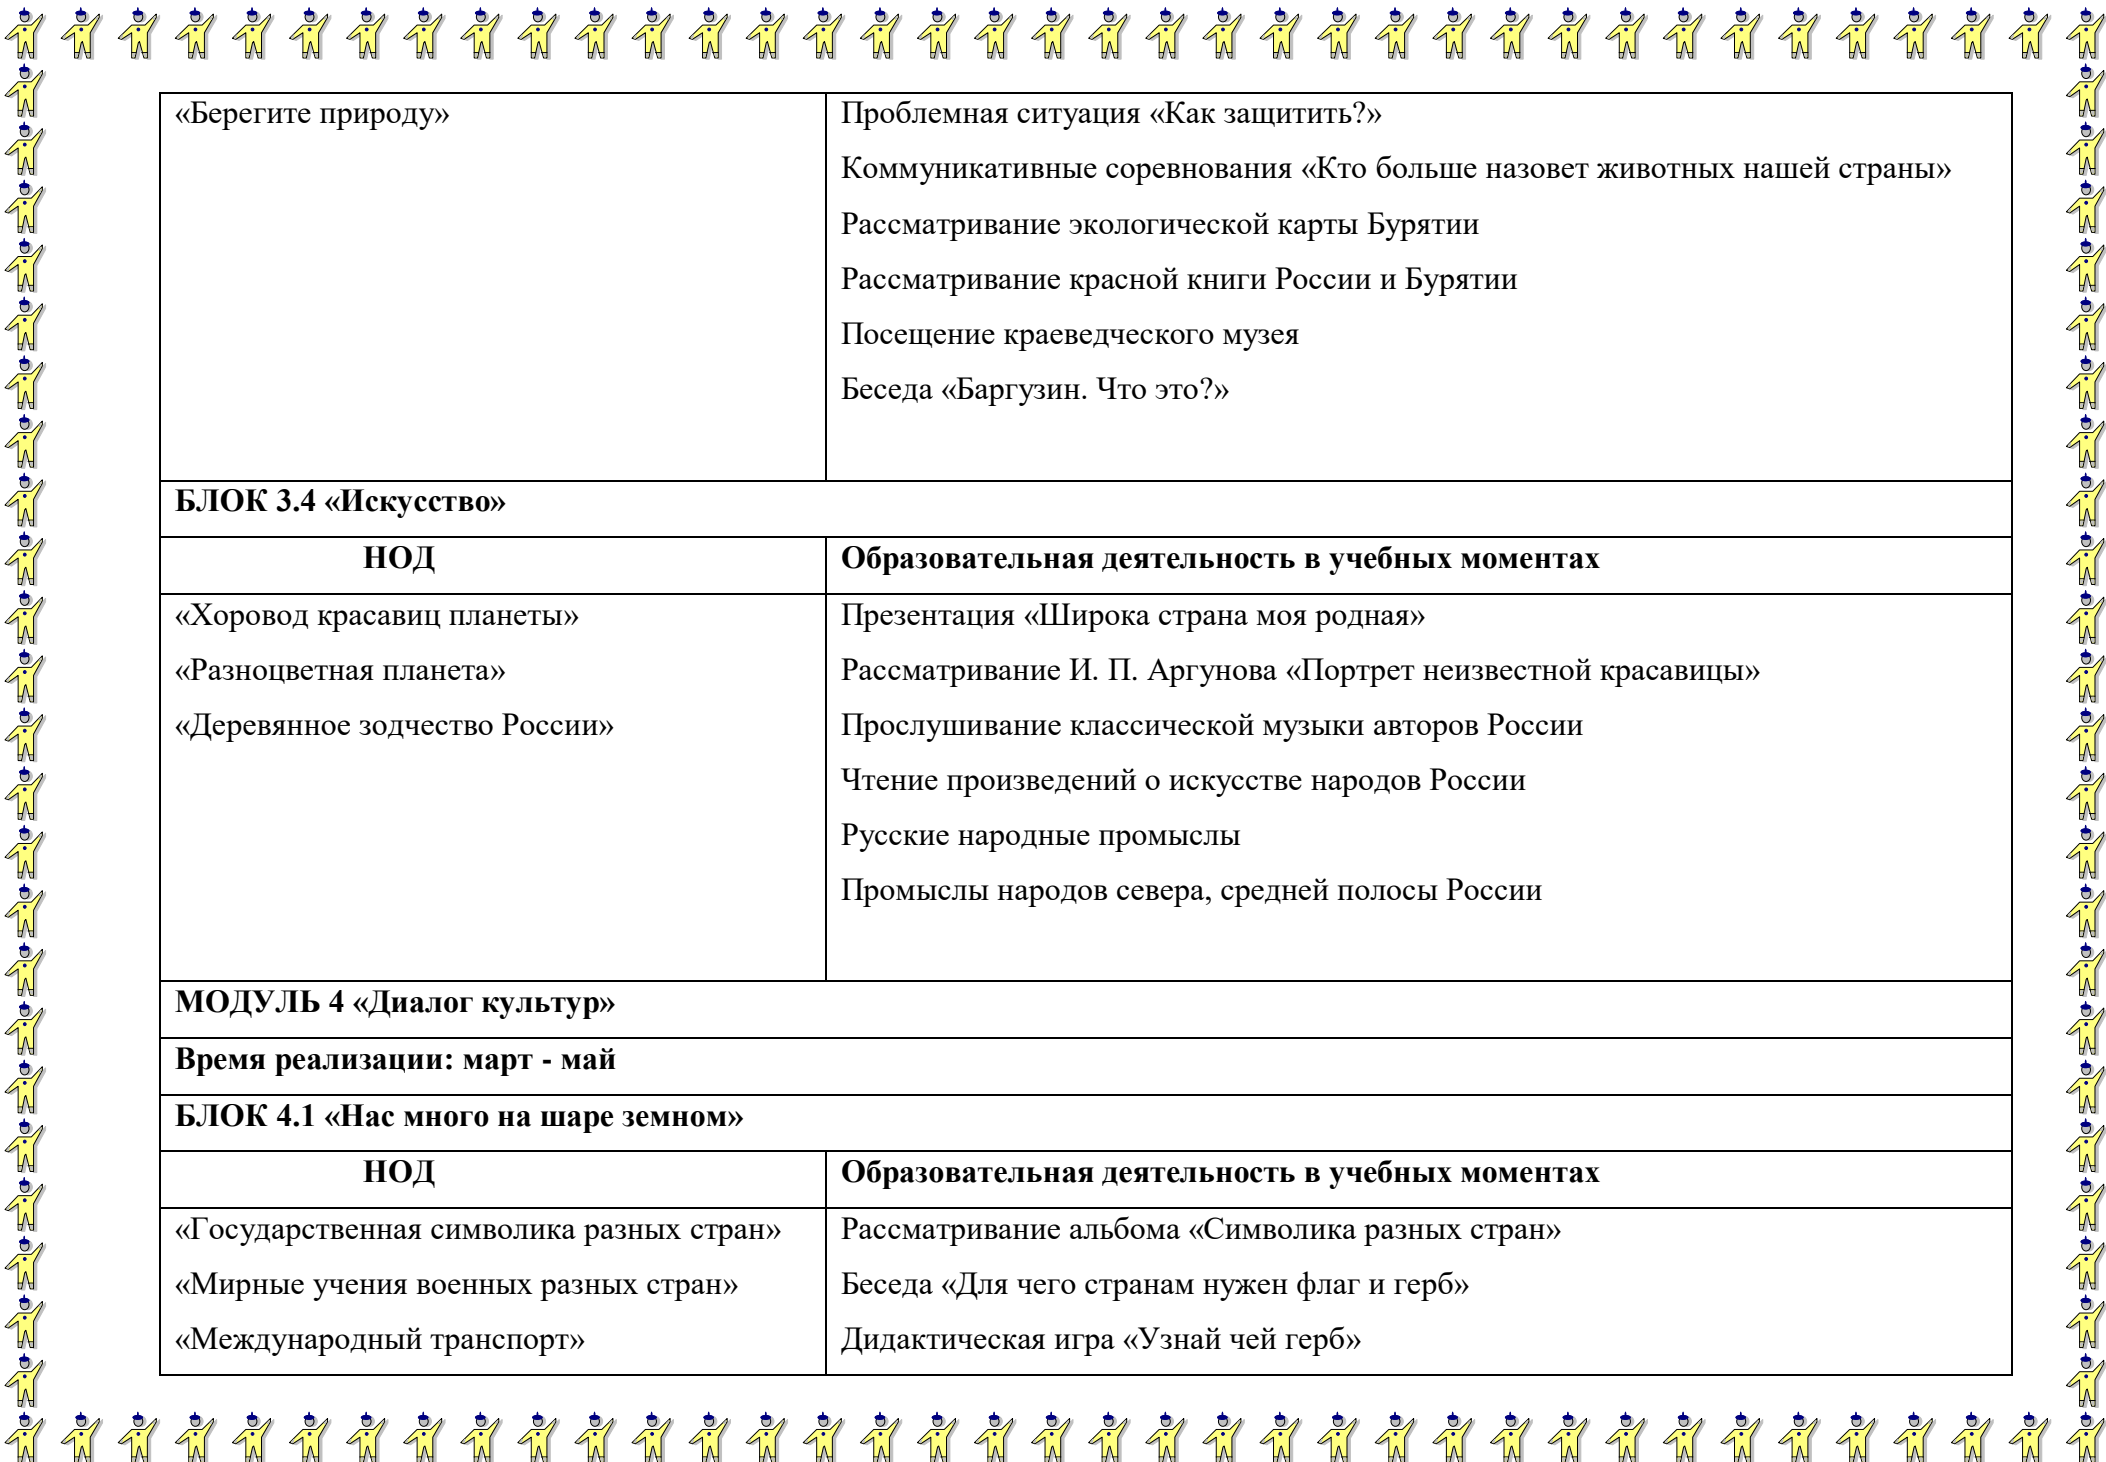 «Берегите природу»
Проблемная ситуация «Как защитить?»
Коммуникативные соревнования «Кто больше назовет животных нашей страны»
Рассматривание экологической карты Бурятии
Рассматривание красной книги России и Бурятии
Посещение краеведческого музея
Беседа «Баргузин. Что это?»
БЛОК 3.4 «Искусство»
НОД
Образовательная деятельность в учебных моментах
«Хоровод красавиц планеты»
«Разноцветная планета»
«Деревянное зодчество России»
Презентация «Широка страна моя родная»
Рассматривание И. П. Аргунова «Портрет неизвестной красавицы»
Прослушивание классической музыки авторов России
Чтение произведений о искусстве народов России
Русские народные промыслы
Промыслы народов севера, средней полосы России
МОДУЛЬ 4 «Диалог культур»
Время реализации: март - май
БЛОК 4.1 «Нас много на шаре земном»
НОД
Образовательная деятельность в учебных моментах
«Государственная символика разных стран»
«Мирные учения военных разных стран»
«Международный транспорт»
Рассматривание альбома «Символика разных стран»
Беседа «Для чего странам нужен флаг и герб»
Дидактическая игра «Узнай чей герб»